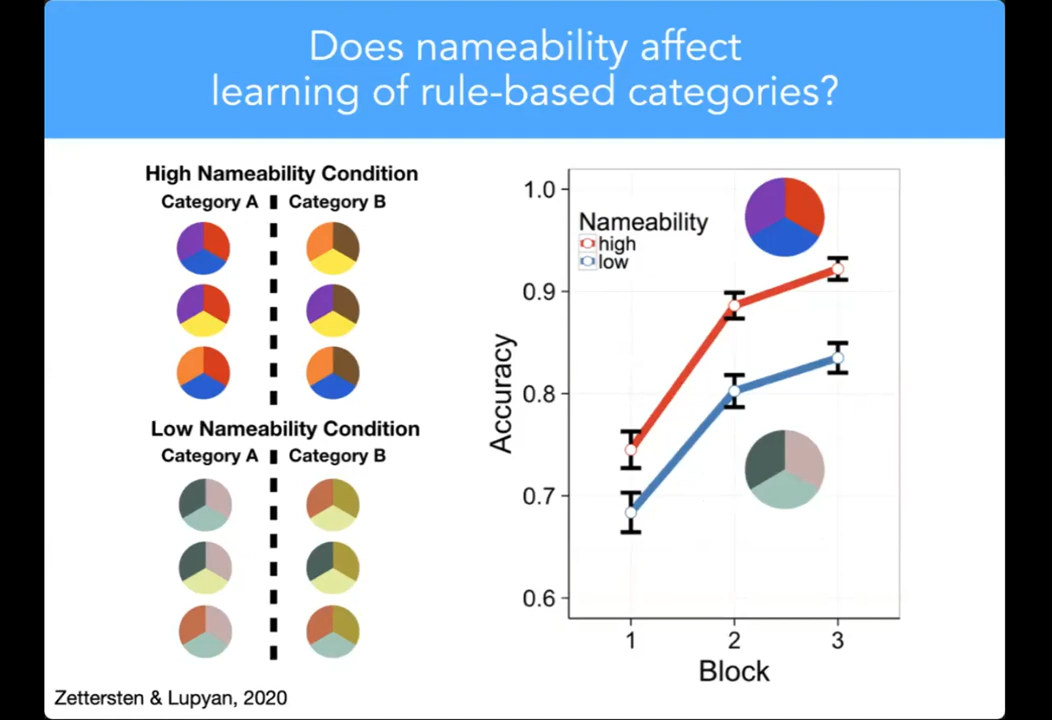 Does nameability affect
learning of rule-based categories?
High Nameability Condition
Category A Category B
Low Nameability Condition
Category A Category B
Zettersten & Lupyan, 2020
Accuracy
1.0
0.9
0.8
0.7
0.6
Nameability
high
low
1 2 3
Block